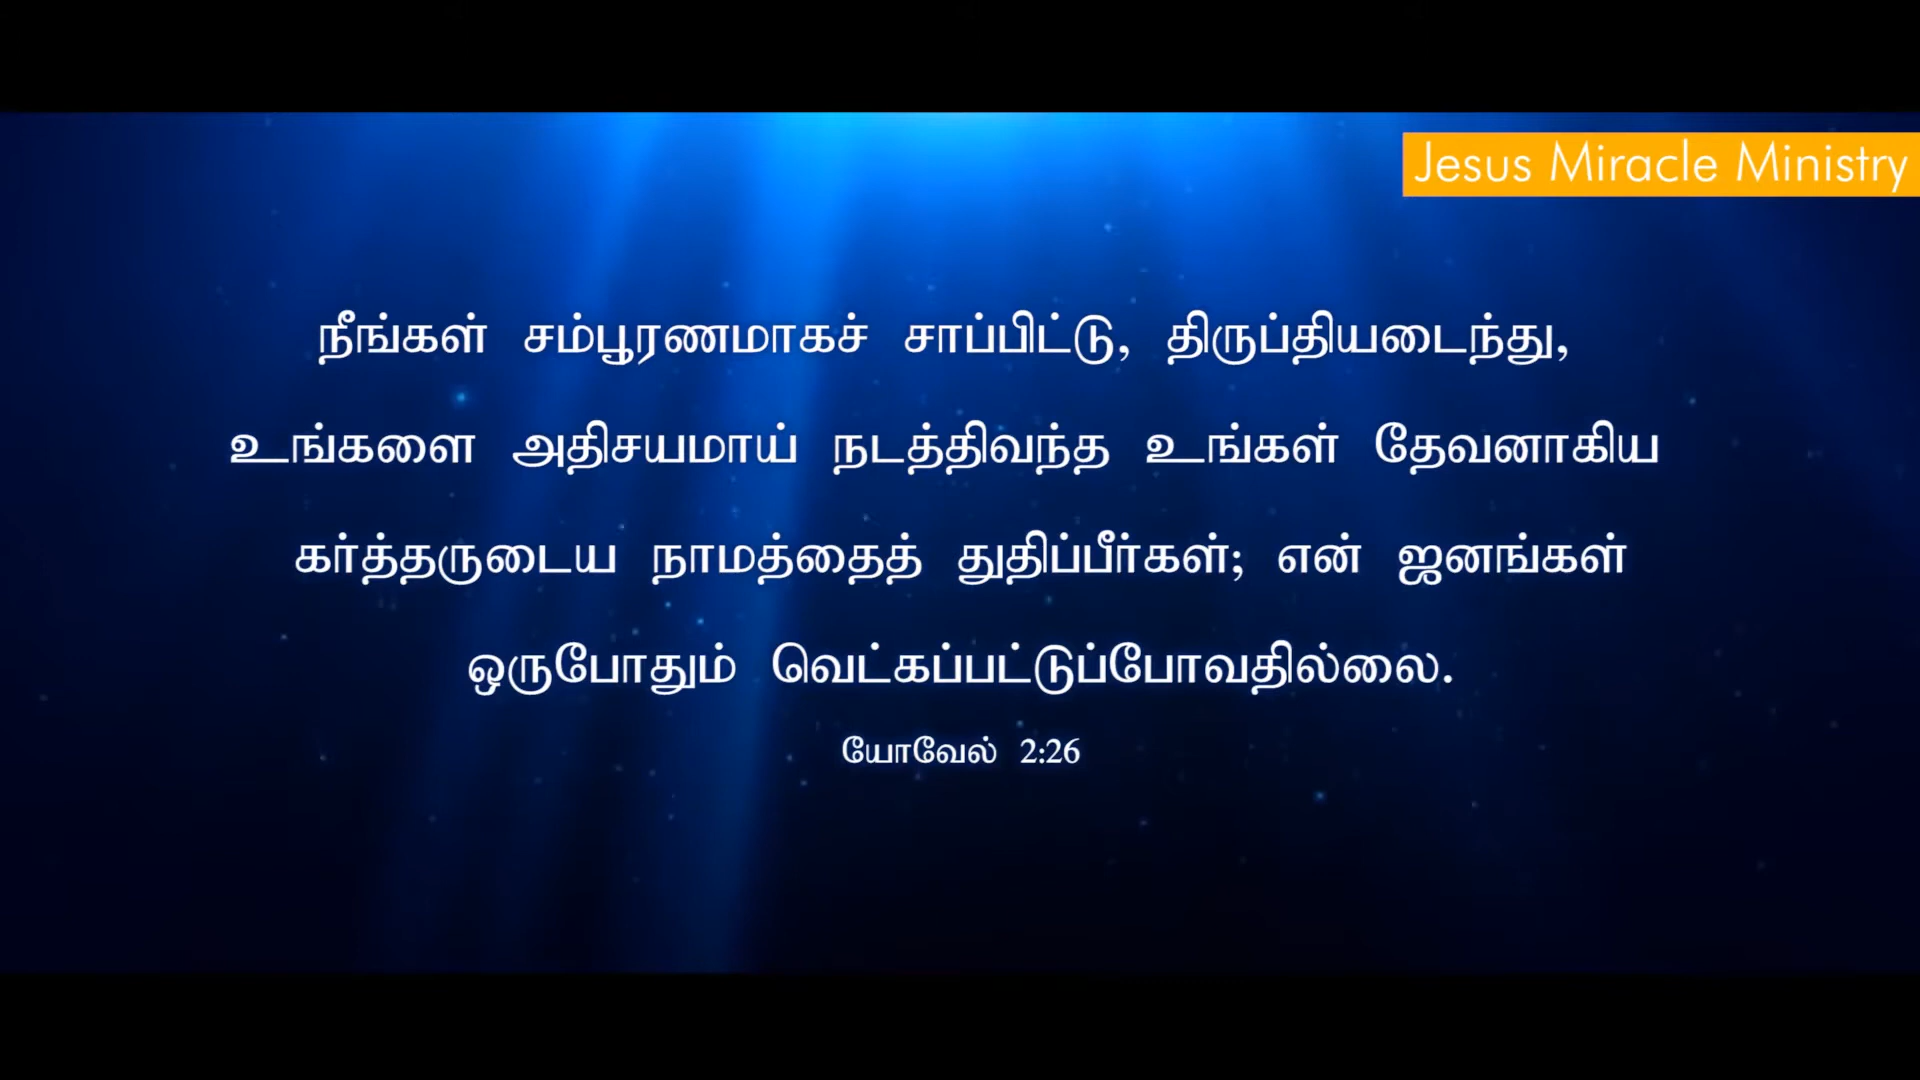 Jesus Miracle Ministry
நீங்கள் சம்பூரணமாகச் சாப்பிட்டு, திருப்தியடைந்து,
உங்களை அதிசயமாய் நடத்திவந்த உங்கள் தேவனாகிய
கர்த்தருடைய நாமத்தைத் துதிப்பீர்கள்; என் ஜனங்கள்
ஒருபோதும் வெட்கப்பட்டுப்போவதில்லை.
யோவேல் 2:26